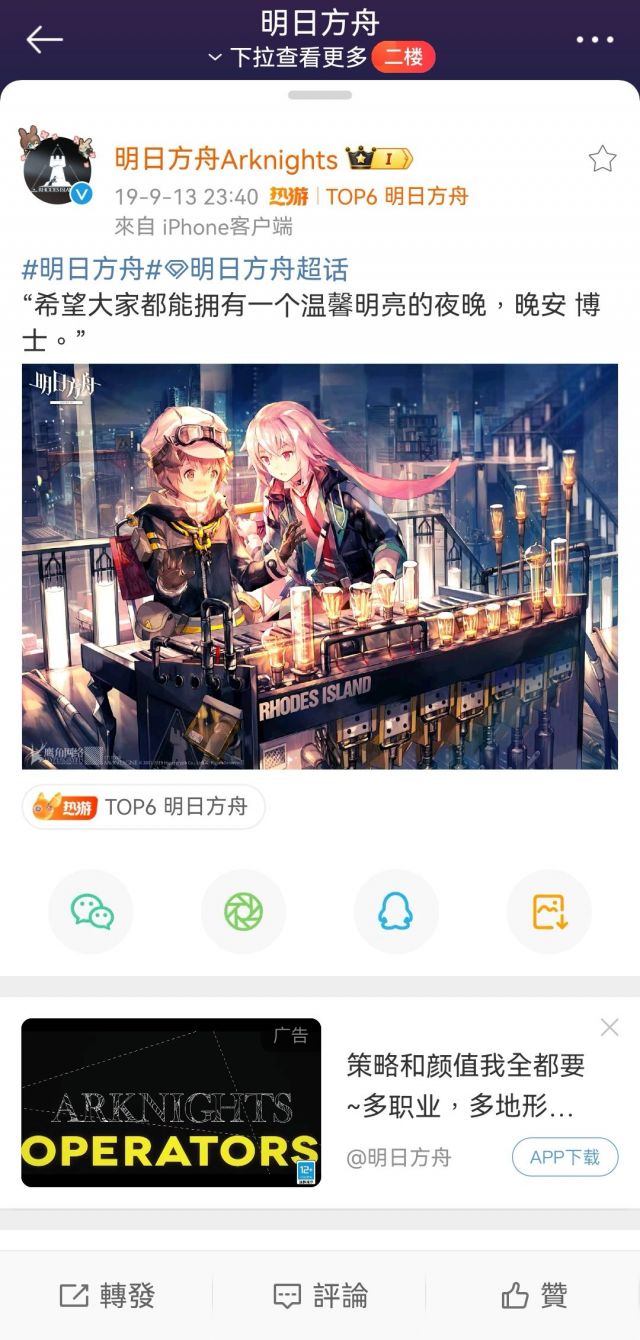 明日方舟
下拉查看更多 二楼
RHODES ISLAND
明日方舟Arknights I
19-9-13 23:40 热游 TOP6 明日方舟
來自 iPhone客户端
#明日方舟#明日方舟超话
“希望大家都能拥有一个温馨明亮的夜晚，晚安 博
士。”
明日方舟
RHODES ISLAND
鹰角网络
热游 TOP6 明日方舟
广告
ARKNIGHTS
OPERATORS
12+
策略和颜值我全都要
~多职业，多地形...
@明日方舟
APP下载
轉發
評論
贊